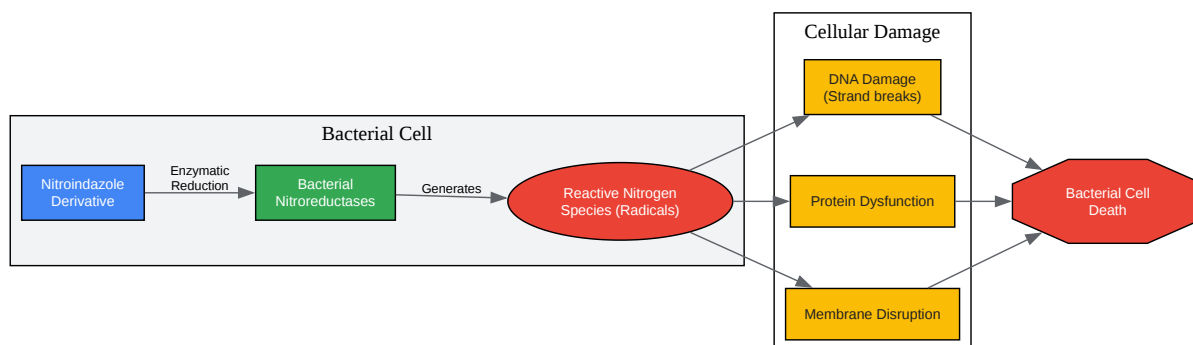 Bacterial Cell
Nitroindazole
Derivative
Enzymatic
Reduction
Bacterial
Nitroreductases
Generates
Reactive Nitrogen
Species (Radicals)
Cellular Damage
DNA Damage
(Strand breaks)
Protein Dysfunction
Membrane Disruption
Bacterial Cell
Death